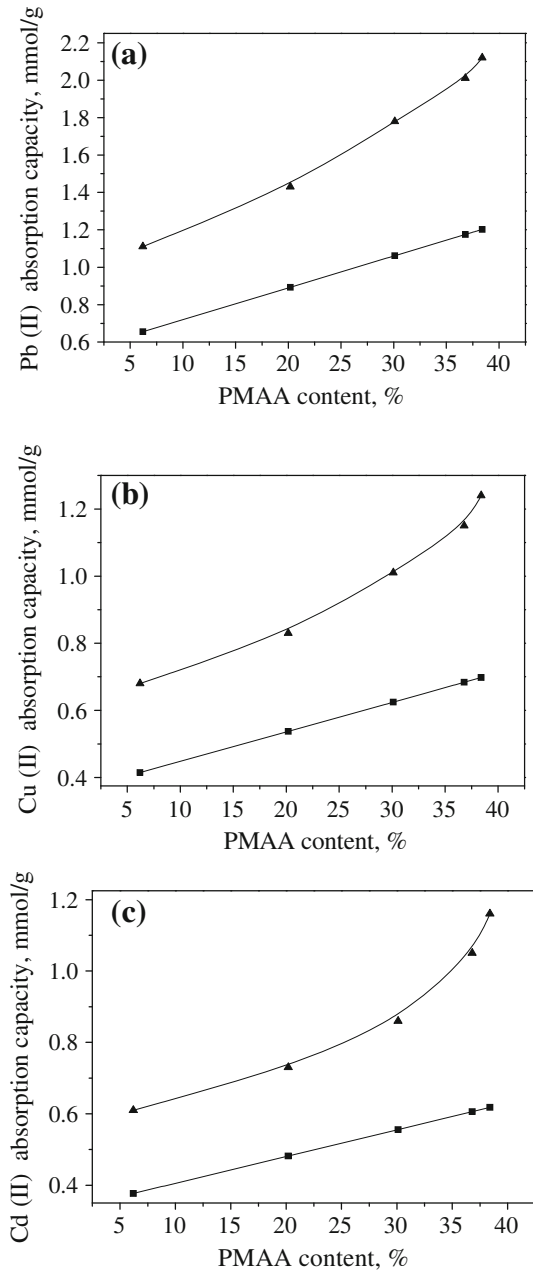 (a)
Pb (II) absorption capacity, mmol/g
2.2
2.0
1.8
1.6
1.4
1.2
1.0
0.8
0.6
5 10 15 20 25 30 35 40
PMAA content, %
(b)
Cu (II) absorption capacity, mmol/g
1.2
1.0
0.8
0.6
0.4
5 10 15 20 25 30 35 40
PMAA content, %
(c)
Cd (II) absorption capacity, mmol/g
1.2
1.0
0.8
0.6
0.4
5 10 15 20 25 30 35 40
PMAA content, %